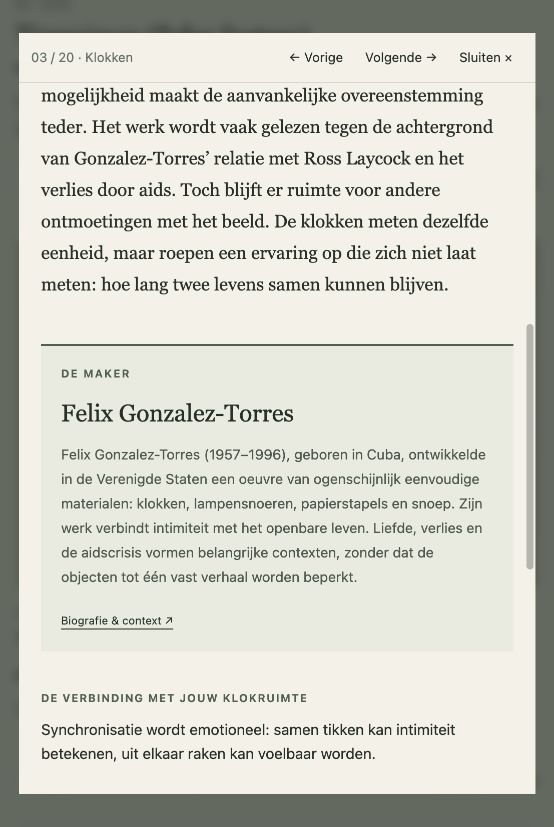 03 / 20 · Klokken
← Vorige Volgende → Sluiten ×
mogelijkheid maakt de aanvankelijke overeenstemming
teder. Het werk wordt vaak gelezen tegen de achtergrond
van Gonzalez-Torres’ relatie met Ross Laycock en het
verlies door aids. Toch blijft er ruimte voor andere
ontmoetingen met het beeld. De klokken meten dezelfde
eenheid, maar roepen een ervaring op die zich niet laat
meten: hoe lang twee levens samen kunnen blijven.
DE MAKER
Felix Gonzalez-Torres
Felix Gonzalez-Torres (1957–1996), geboren in Cuba, ontwikkelde
in de Verenigde Staten een oeuvre van ogenschijnlijk eenvoudige
materialen: klokken, lampensnoeren, papierstapels en snoep. Zijn
werk verbindt intimiteit met het openbare leven. Liefde, verlies en
de aidscrisis vormen belangrijke contexten, zonder dat de
objecten tot één vast verhaal worden beperkt.
Biografie & context ↗
DE VERBINDING MET JOUW KLOKRUIMTE
Synchronisatie wordt emotioneel: samen tikken kan intimiteit
betekenen, uit elkaar raken kan voelbaar worden.